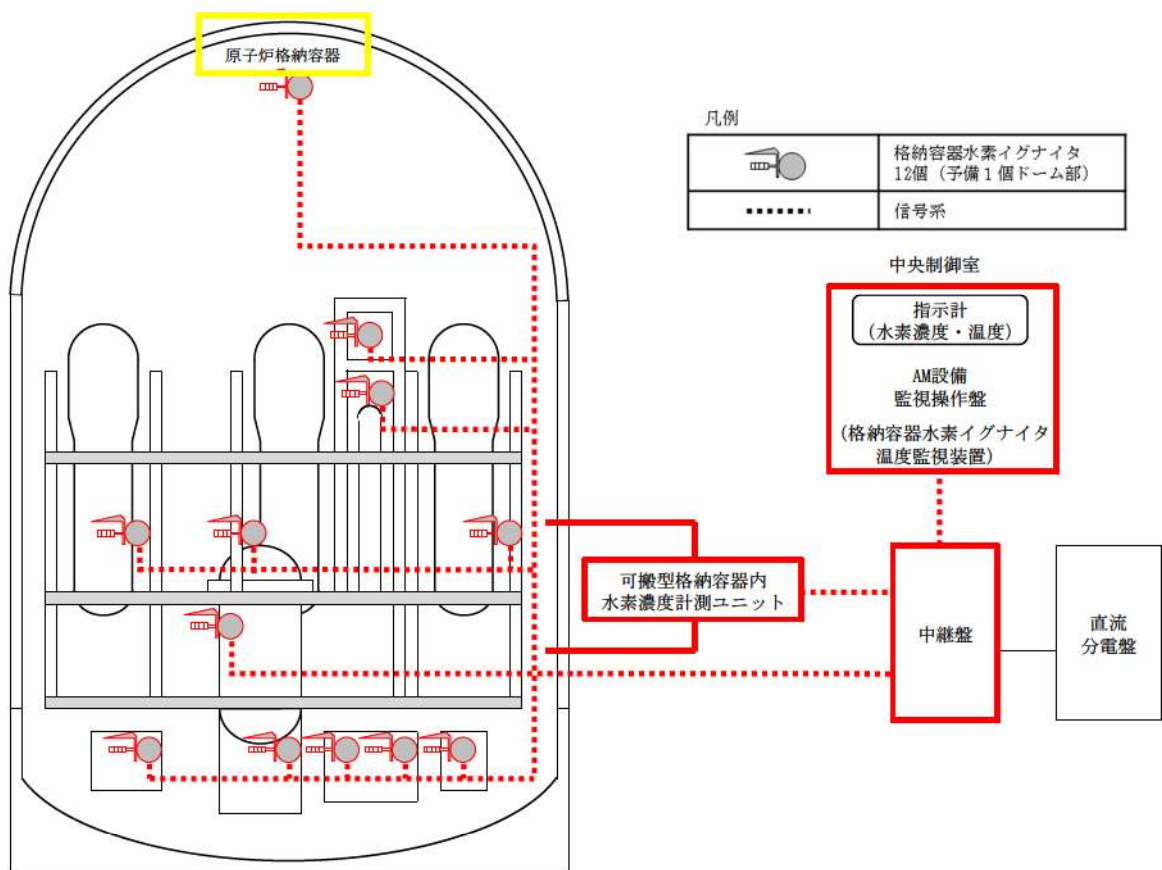 原子炉格納容器
凡例
格納容器水素イグナイタ
12個（予備１個ドーム部）
信号系
中央制御室
指示計
(水素濃度・温度)
AM設備
監視操作盤
(格納容器水素イグナイタ
温度監視装置)
可搬型格納容器内
水素濃度計測ユニット
中継盤
直流
分電盤